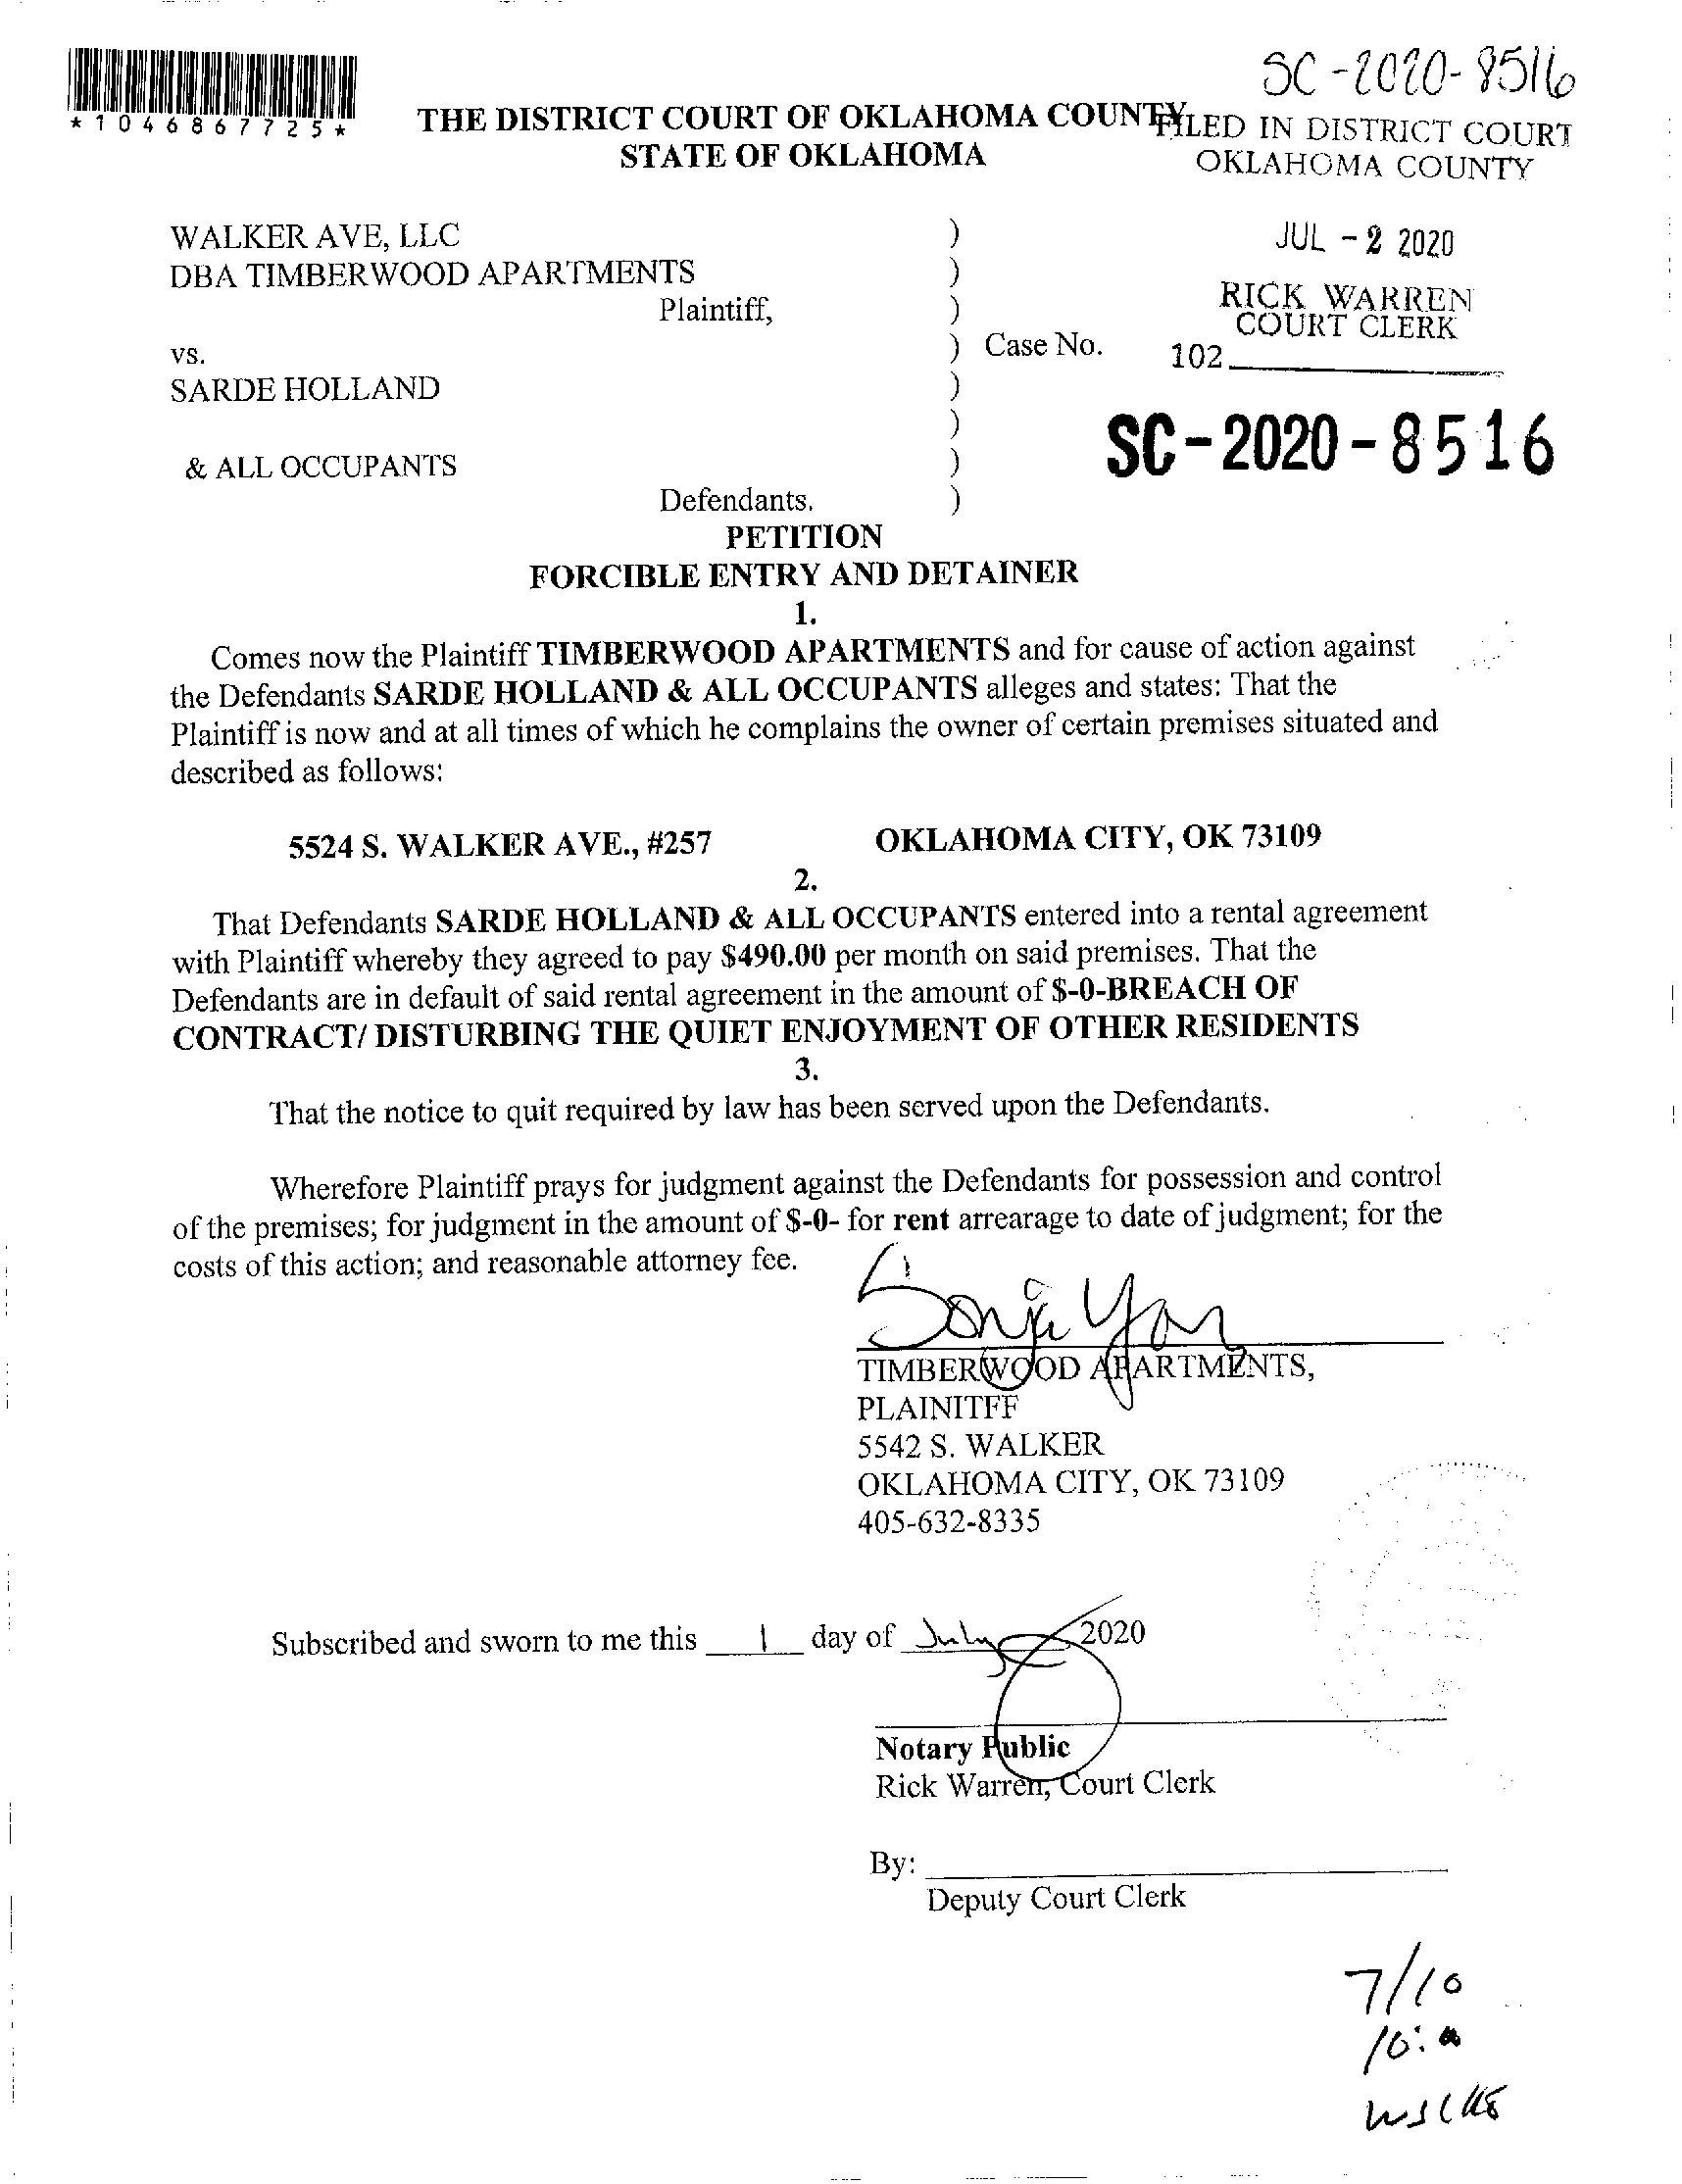 SC-2020-8516
*1046867725*
THE DISTRICT COURT OF OKLAHOMA COUNTY
STATE OF OKLAHOMA
FILED IN DISTRICT COURT
OKLAHOMA COUNTY
JUL - 2 2020
RICK WARREN
COURT CLERK
102
WALKER AVE, LLC )
DBA TIMBERWOOD APARTMENTS )
Plaintiff, )
vs. ) Case No.
SARDE HOLLAND )
)
SC-2020-8516
& ALL OCCUPANTS )
Defendants. )
PETITION
FORCIBLE ENTRY AND DETAINER
1.
Comes now the Plaintiff TIMBERWOOD APARTMENTS and for cause of action against
the Defendants SARDE HOLLAND & ALL OCCUPANTS alleges and states: That the
Plaintiff is now and at all times of which he complains the owner of certain premises situated and
described as follows:
5524 S. WALKER AVE., #257 OKLAHOMA CITY, OK 73109
2.
That Defendants SARDE HOLLAND & ALL OCCUPANTS entered into a rental agreement
with Plaintiff whereby they agreed to pay $490.00 per month on said premises. That the
Defendants are in default of said rental agreement in the amount of $-0-BREACH OF
CONTRACT/ DISTURBING THE QUIET ENJOYMENT OF OTHER RESIDENTS
3.
That the notice to quit required by law has been served upon the Defendants.
Wherefore Plaintiff prays for judgment against the Defendants for possession and control
of the premises; for judgment in the amount of $-0- for rent arrearage to date of judgment; for the
costs of this action; and reasonable attorney fee.
TIMBERWOOD APARTMENTS,
PLAINITFF
5542 S. WALKER
OKLAHOMA CITY, OK 73109
405-632-8335
Subscribed and sworn to me this 1 day of July 2020
Notary Public
Rick Warren, Court Clerk
By:
Deputy Court Clerk
7/10